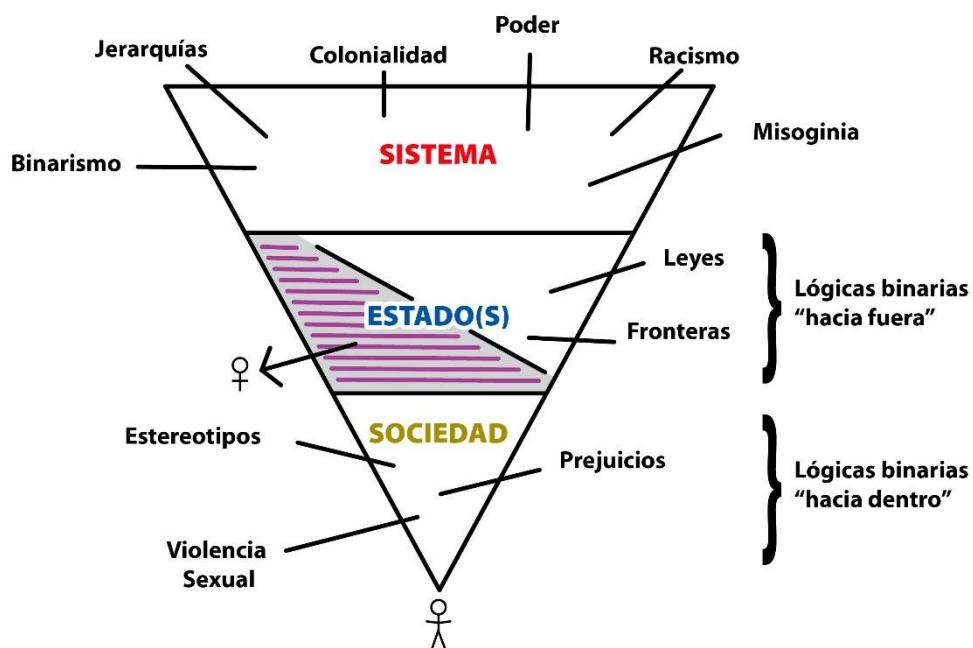 Poder
Jerarquías
Colonialidad
Racismo
Misoginia
SISTEMA
Binarismo
Leyes
Lógicas binarias
“hacia fuera”
ESTADO(S)
Fronteras
Estereotipos
SOCIEDAD
Prejuicios
Lógicas binarias
“hacia dentro”
Violencia
Sexual